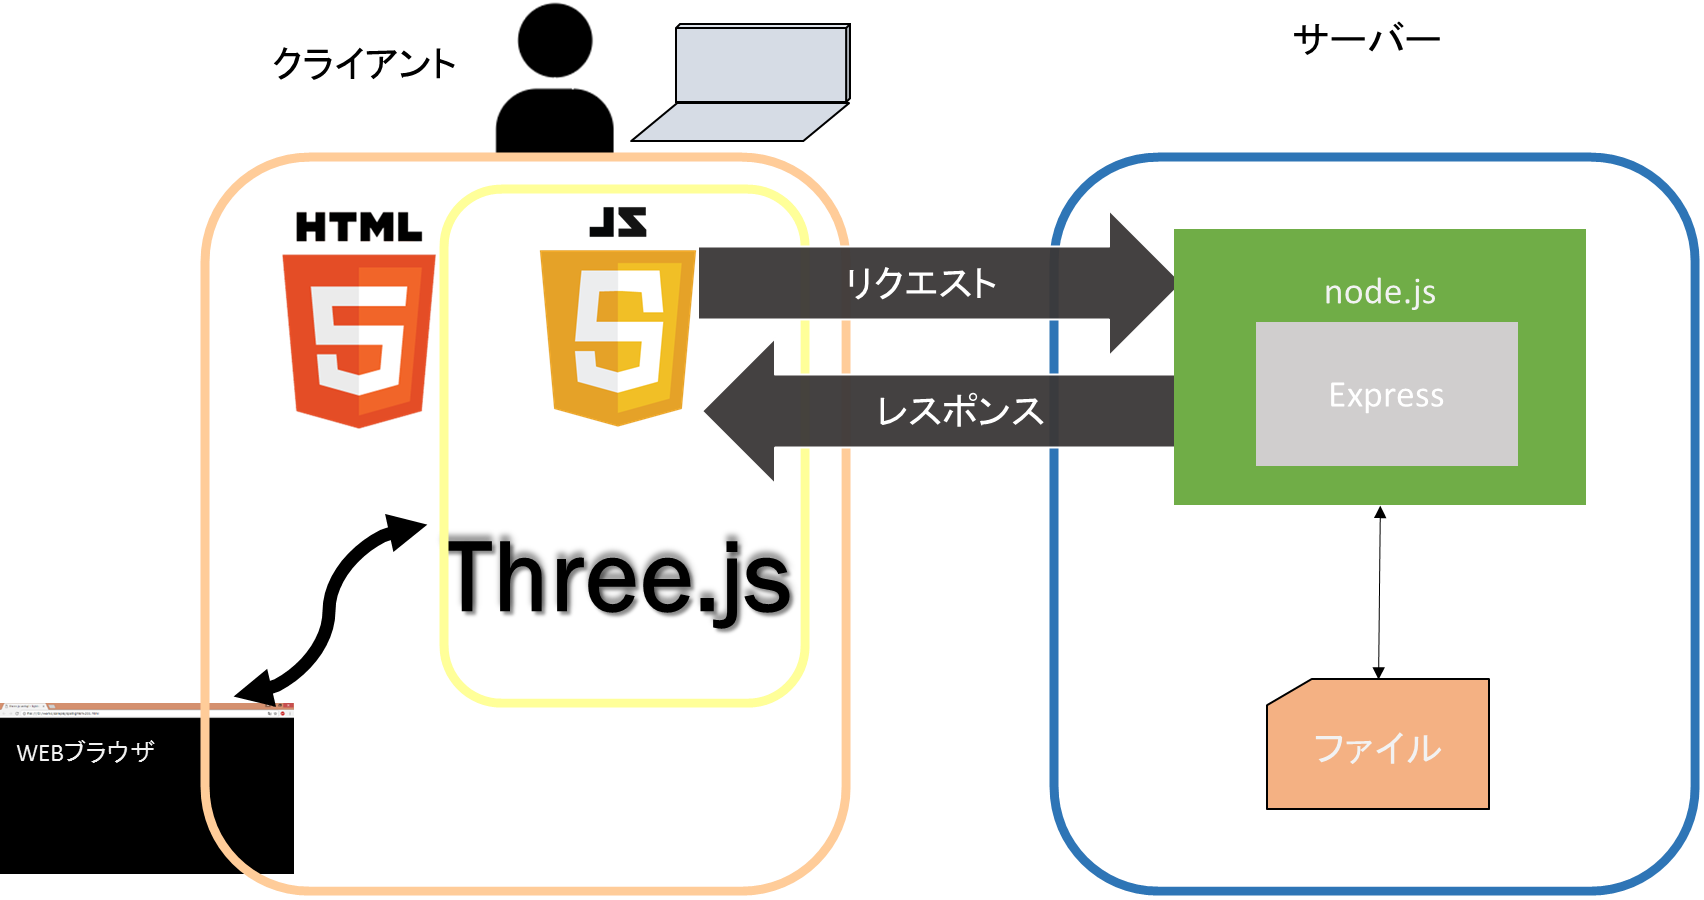 クライアント
サーバー
HTML
5
JS
リクエスト
node.js
Express
レスポンス
Three.js
WEBブラウザ
ファイル